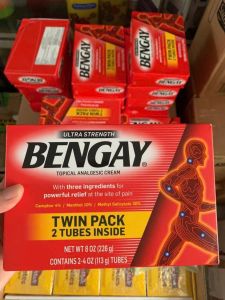 BENGAY
TWIN PACK
BENGAY
ULTRA STRENGTH
BENGAY®
TOPICAL ANALGESIC CREAM
With three ingredients for
powerful relief at the site of pain
Camphor 4% Menthol 10% Methyl Salicylate 30%
TWIN PACK
2 TUBES INSIDE
NET WT 8 OZ (226 g)
CONTAINS 2-4 OZ (113 g) TUBES